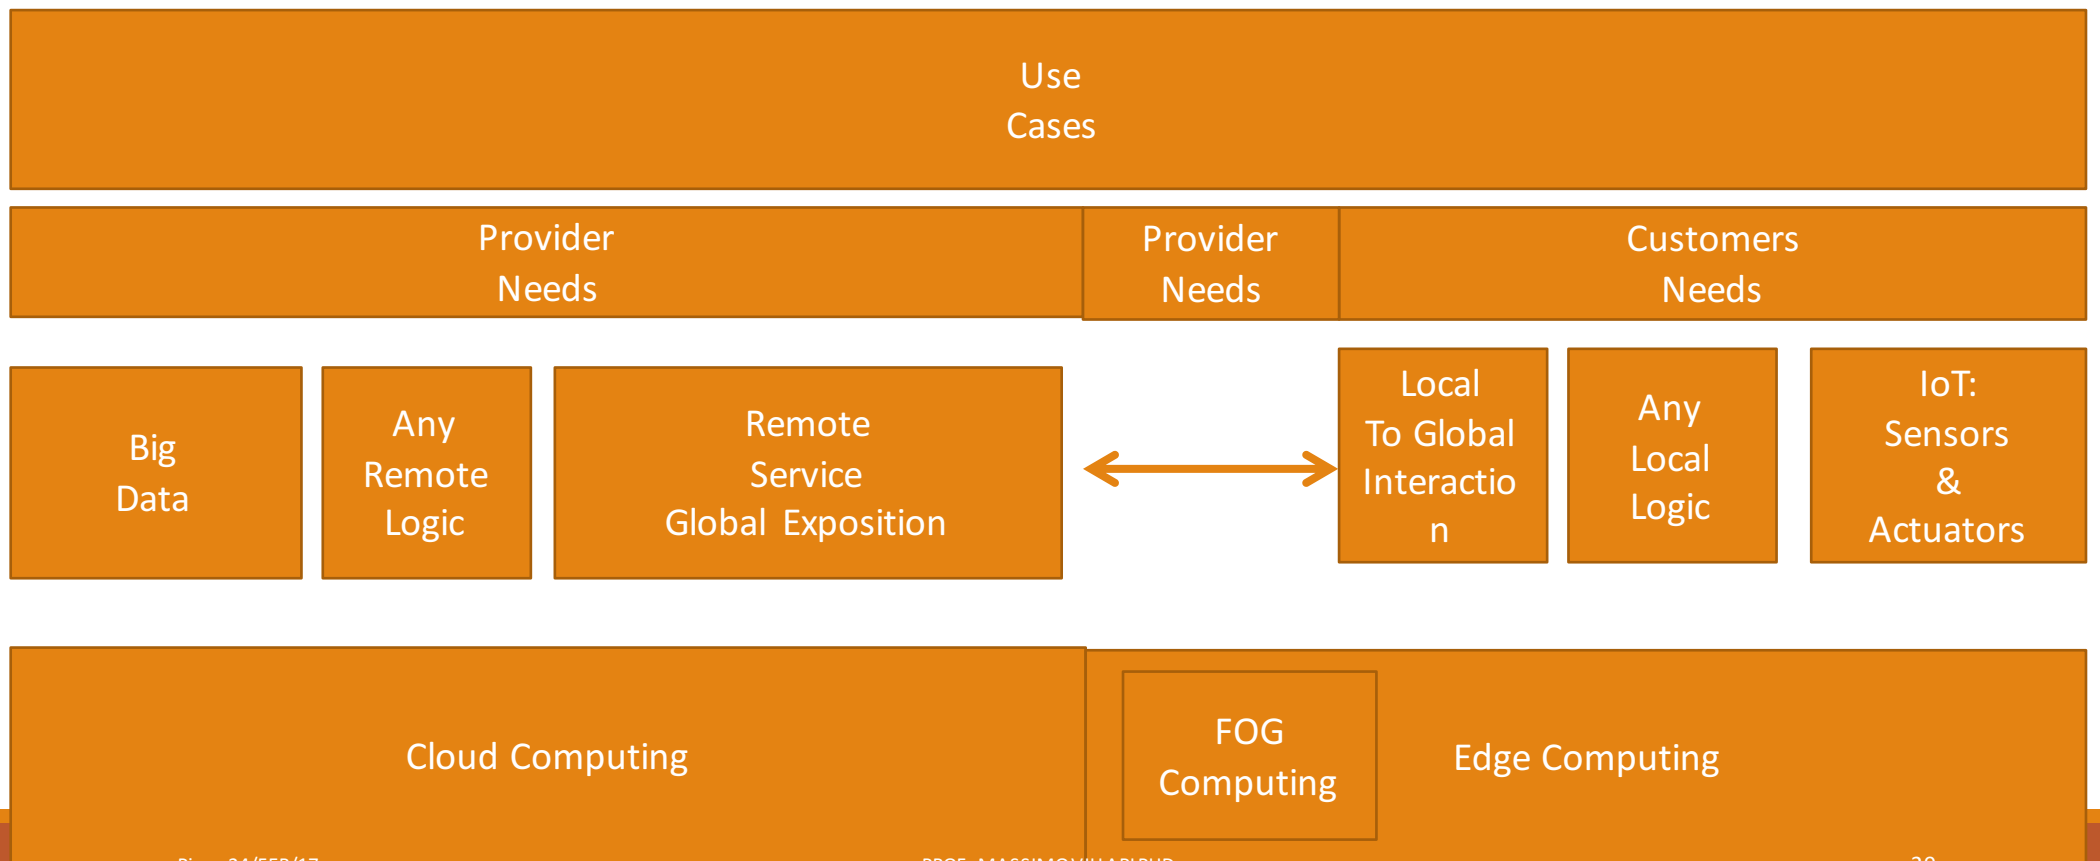 Use
Cases
Provider
Needs
Provider
Needs
Customers
Needs
Big
Data
Any
Remote
Logic
Remote
Service
Global Exposition
Local
To Global
Interactio
n
Any
Local
Logic
IoT:
Sensors
&
Actuators
Cloud Computing
FOG
Computing
Edge Computing